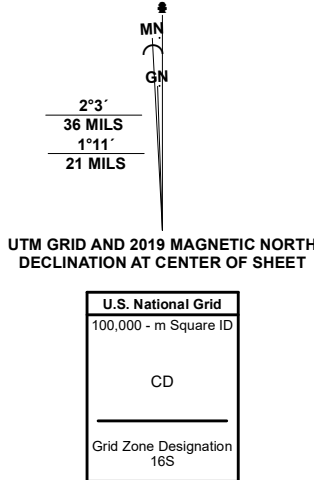 MN
GN
2°3´
36 MILS
1°11´
21 MILS
UTM GRID AND 2019 MAGNETIC NORTH
DECLINATION AT CENTER OF SHEET
U.S. National Grid
100,000 - m Square ID
CD
Grid Zone Designation
16S